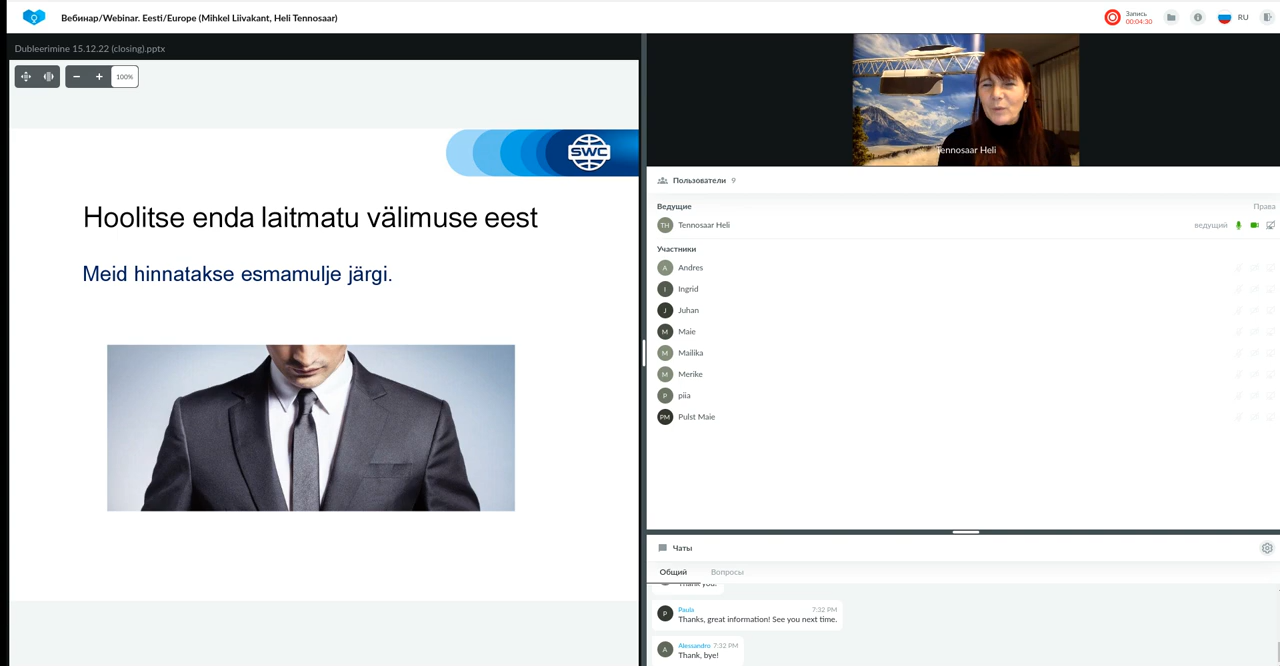 Вебинар/Webinar. Eesti/Europe (Mihkel Liivakant, Heli Tennosaar)
Запись
00:04:30
RU
Dubleerimine 15.12.22 (closing).pptx
100%
SWC
Hoolitse enda laitmatu välimuse eest
Meid hinnatakse esmamulje järgi.
Tennosaar Heli
Пользователи 9
Ведущие
Права
TH Tennosaar Heli
ведущий
Участники
A Andres
I Ingrid
J Juhan
M Maie
M Mailika
M Merike
P piia
PM Pulst Maie
Чаты
Общий
Вопросы
Thank you!
P
Paula 7:32 PM
Thanks, great information! See you next time.
A
Alessandro 7:32 PM
Thank, bye!